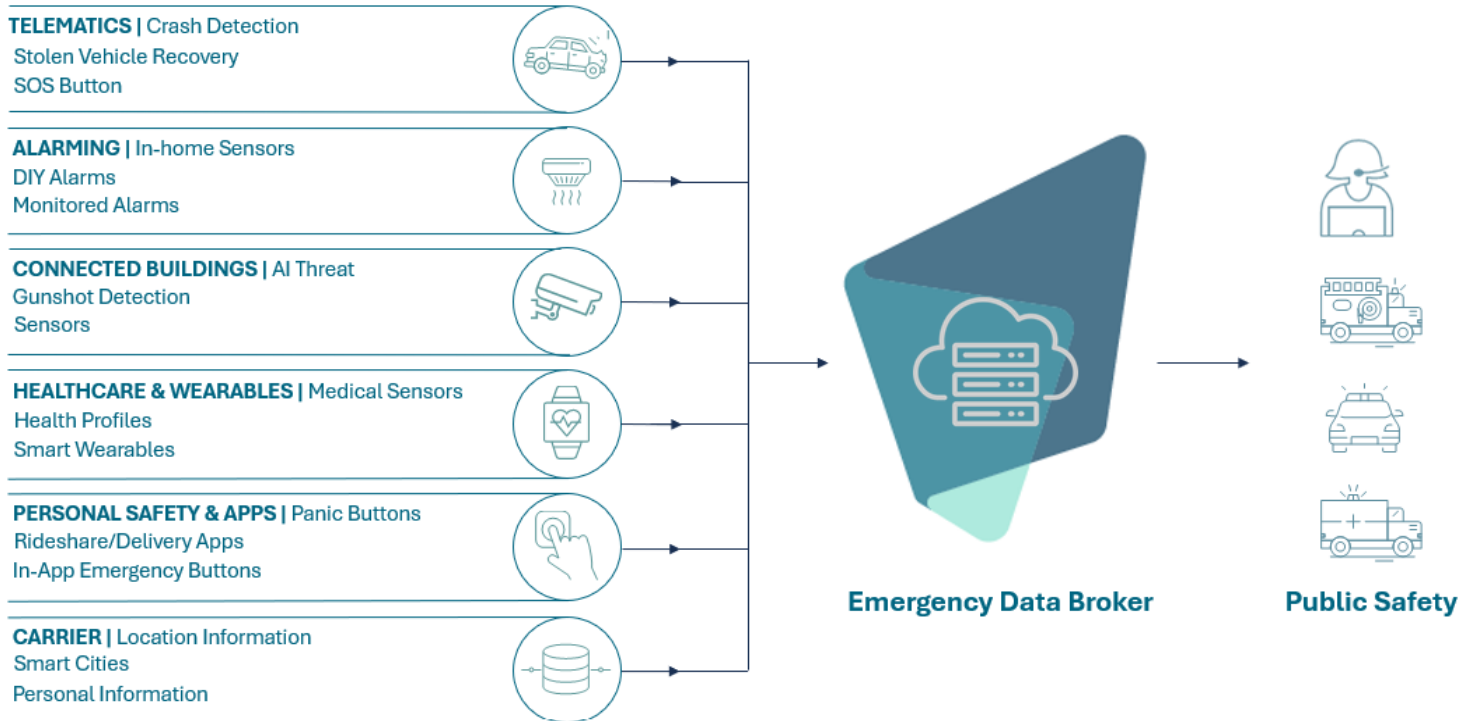 TELEMATICS | Crash Detection
Stolen Vehicle Recovery
SOS Button
ALARMING | In-home Sensors
DIY Alarms
Monitored Alarms
CONNECTED BUILDINGS | AI Threat
Gunshot Detection
Sensors
HEALTHCARE & WEARABLES | Medical Sensors
Health Profiles
Smart Wearables
PERSONAL SAFETY & APPS | Panic Buttons
Rideshare/Delivery Apps
In-App Emergency Buttons
CARRIER | Location Information
Smart Cities
Personal Information
Emergency Data Broker
Public Safety